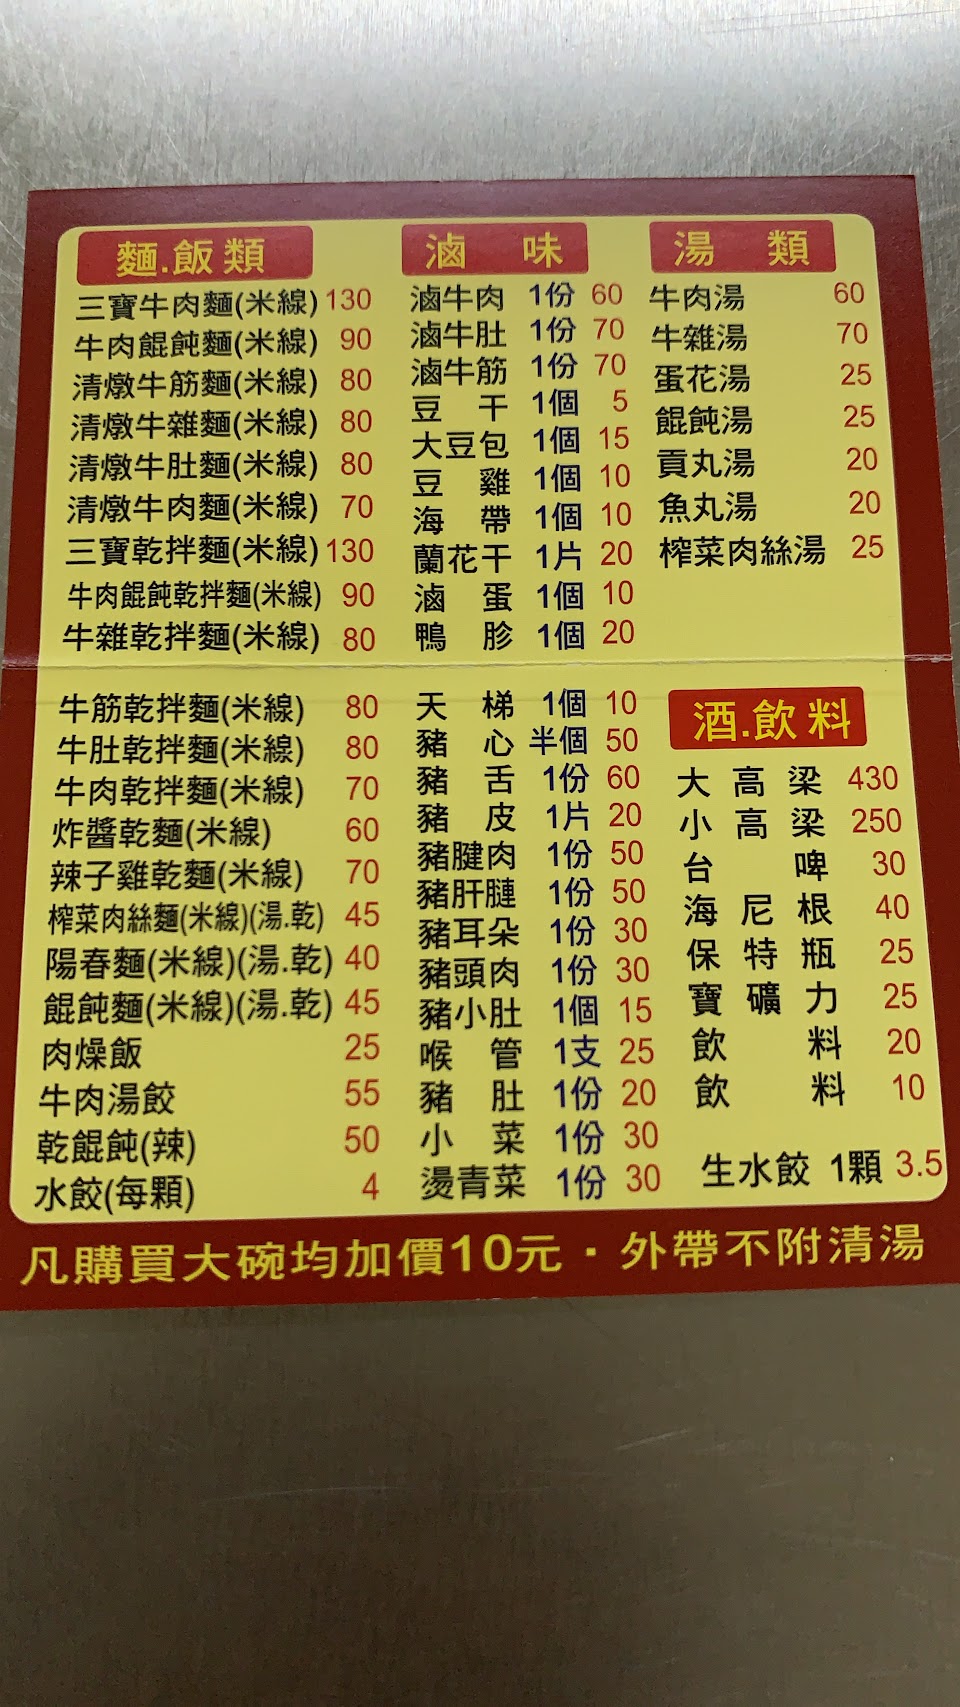 麵.飯類
三寶牛肉麵(米線) 130
牛肉餛飩麵(米線) 90
清燉牛筋麵(米線) 80
清燉牛雜麵(米線) 80
清燉牛肚麵(米線) 80
清燉牛肉麵(米線) 70
三寶乾拌麵(米線) 130
牛肉餛飩乾拌麵(米線) 90
牛雜乾拌麵(米線) 80
牛筋乾拌麵(米線) 80
牛肚乾拌麵(米線) 80
牛肉乾拌麵(米線) 70
炸醬乾麵(米線) 60
辣子雞乾麵(米線) 70
榨菜肉絲麵(米線)(湯.乾) 45
陽春麵(米線)(湯.乾) 40
餛飩麵(米線)(湯.乾) 45
肉燥飯 25
牛肉湯餃 55
乾餛飩(辣) 50
水餃(每顆) 4
滷 味
滷牛肉 1份 60
滷牛肚 1份 70
滷牛筋 1份 70
豆 干 1個 5
大豆包 1個 15
豆 雞 1個 10
海 帶 1個 10
蘭花干 1片 20
滷 蛋 1個 10
鴨 胗 1個 20
天 梯 1個 10
豬 心 半個 50
豬 舌 1份 60
豬 皮 1片 20
豬腱肉 1份 50
豬肝膧 1份 50
豬耳朵 1份 30
豬頭肉 1份 30
豬小肚 1個 15
喉 管 1支 25
豬 肚 1份 20
小 菜 1份 30
燙青菜 1份 30
湯 類
牛肉湯 60
牛雜湯 70
蛋花湯 25
餛飩湯 25
貢丸湯 20
魚丸湯 20
榨菜肉絲湯 25
酒.飲料
大高梁 430
小高梁 250
台 啤 30
海尼根 40
保特瓶 25
寶礦力 25
飲 料 20
飲 料 10
生水餃 1顆 3.5
凡購買大碗均加價10元·外帶不附清湯